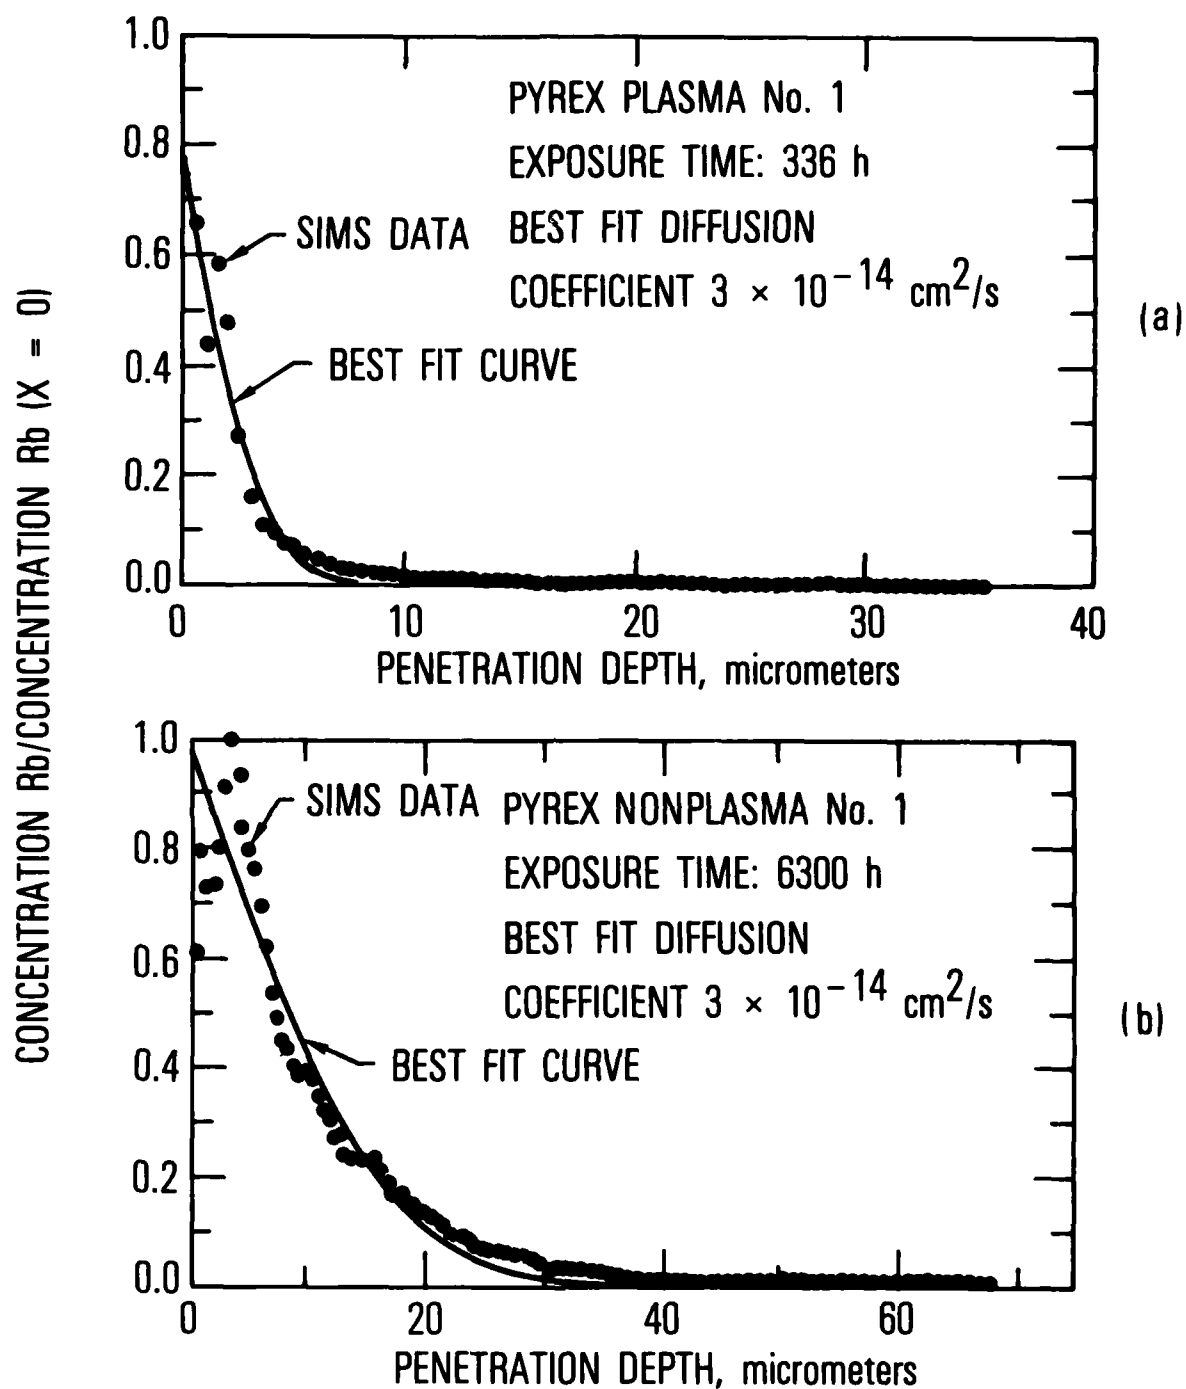 CONCENTRATION Rb/CONCENTRATION Rb (X = 0)
1.0
0.8
0.6
0.4
0.2
0.0
PYREX PLASMA No. 1
EXPOSURE TIME: 336 h
BEST FIT DIFFUSION
COEFFICIENT 3 × 10⁻¹⁴ cm²/s
SIMS DATA
BEST FIT CURVE
(a)
0 10 20 30 40
PENETRATION DEPTH, micrometers
1.0
0.8
0.6
0.4
0.2
0.0
SIMS DATA
PYREX NONPLASMA No. 1
EXPOSURE TIME: 6300 h
BEST FIT DIFFUSION
COEFFICIENT 3 × 10⁻¹⁴ cm²/s
BEST FIT CURVE
(b)
0 20 40 60
PENETRATION DEPTH, micrometers